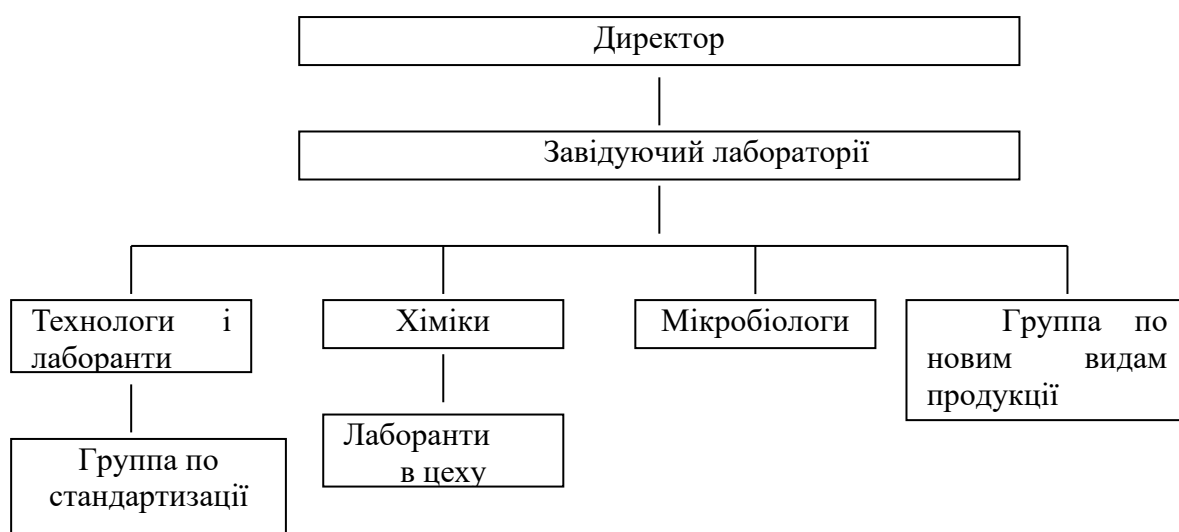 Директор
Завідуючий лабораторії
Технологи і
лаборанти
Хіміки
Мікробіологи
Группа по
новим видам
продукції
Группа по
стандартизації
Лаборанти
в цеху